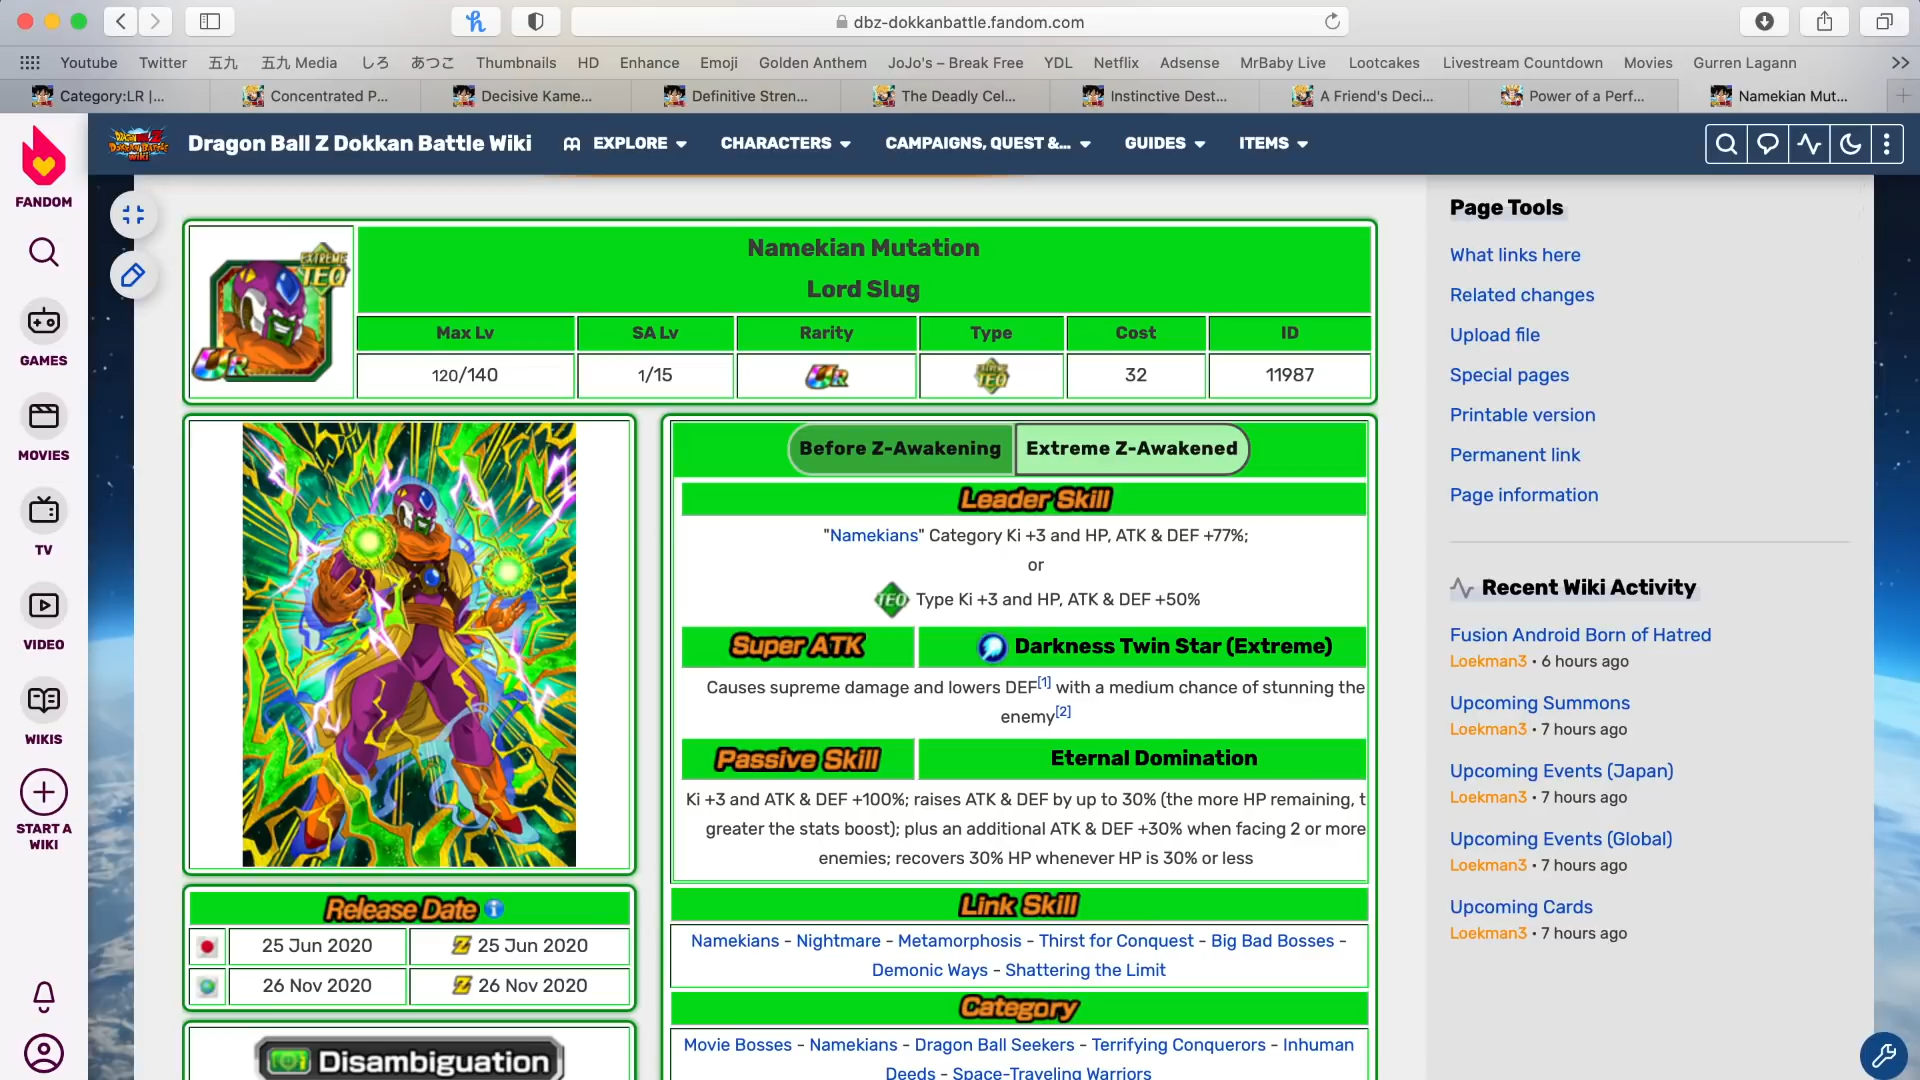 dbz-dokkanbattle.fandom.com
Youtube Twitter 五九 五九 Media しろ あつこ Thumbnails HD Enhance Emoji Golden Anthem JoJo's – Break Free YDL Netflix Adsense MrBaby Live Lootcakes Livestream Countdown Movies Gurren Lagann
Category:LR |... Concentrated P... Decisive Kame... Definitive Stren... The Deadly Cel... Instinctive Dest... A Friend's Deci... Power of a Perf... Namekian Mut...
Dragon Ball Z Dokkan Battle Wiki EXPLORE CHARACTERS CAMPAIGNS, QUEST &... GUIDES ITEMS
FANDOM
GAMES
MOVIES
TV
VIDEO
WIKIS
START A
WIKI
Namekian Mutation
Lord Slug
EXTREME
TEQ
UR
Max Lv SA Lv Rarity Type Cost ID
120/140 1/15 UR EXTREME TEQ 32 11987
Before Z-Awakening Extreme Z-Awakened
Leader Skill
"Namekians" Category Ki +3 and HP, ATK & DEF +77%;
or
TEQ Type Ki +3 and HP, ATK & DEF +50%
Super ATK Darkness Twin Star (Extreme)
Causes supreme damage and lowers DEF[1] with a medium chance of stunning the
enemy[2]
Passive Skill Eternal Domination
Ki +3 and ATK & DEF +100%; raises ATK & DEF by up to 30% (the more HP remaining, t
greater the stats boost); plus an additional ATK & DEF +30% when facing 2 or more
enemies; recovers 30% HP whenever HP is 30% or less
Link Skill
Namekians - Nightmare - Metamorphosis - Thirst for Conquest - Big Bad Bosses -
Demonic Ways - Shattering the Limit
Category
Movie Bosses - Namekians - Dragon Ball Seekers - Terrifying Conquerors - Inhuman
Deeds - Space-Traveling Warriors
Release Date
25 Jun 2020 Z 25 Jun 2020
26 Nov 2020 Z 26 Nov 2020
Disambiguation
Page Tools
What links here
Related changes
Upload file
Special pages
Printable version
Permanent link
Page information
Recent Wiki Activity
Fusion Android Born of Hatred
Loekman3 • 6 hours ago
Upcoming Summons
Loekman3 • 7 hours ago
Upcoming Events (Japan)
Loekman3 • 7 hours ago
Upcoming Events (Global)
Loekman3 • 7 hours ago
Upcoming Cards
Loekman3 • 7 hours ago